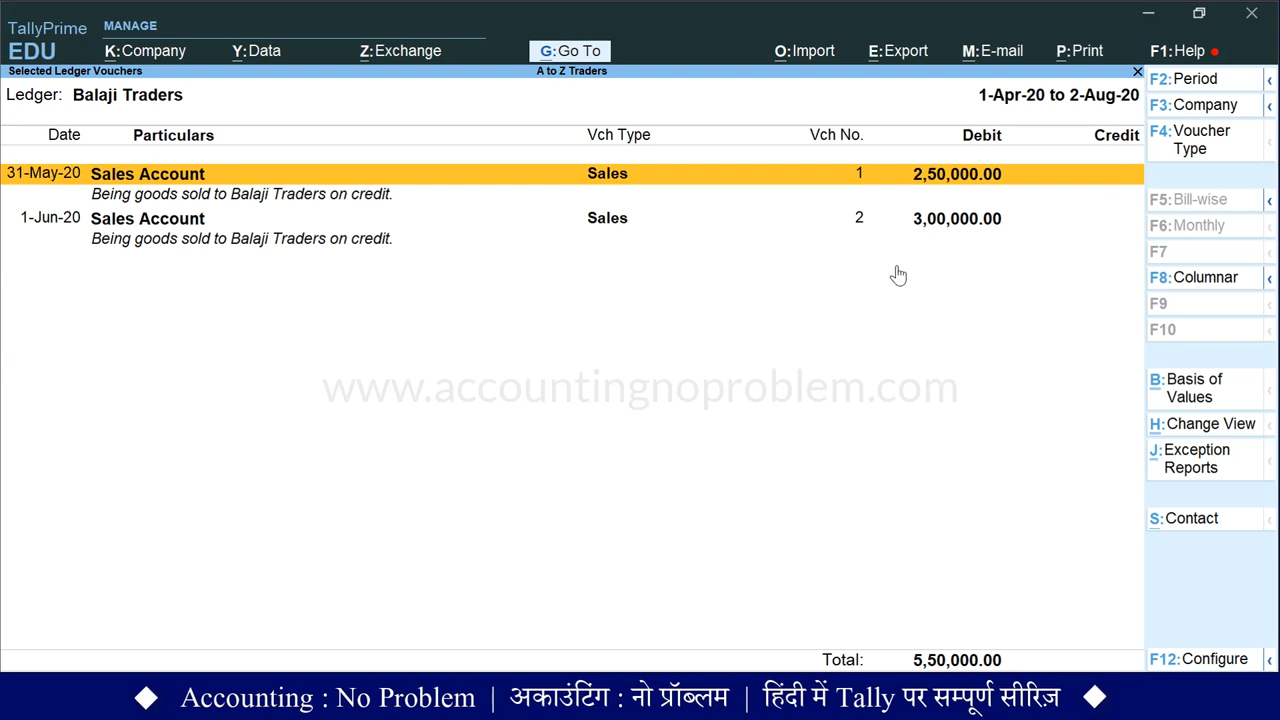 TallyPrime MANAGE
EDU K:Company Y:Data Z:Exchange G:Go To O:Import E:Export M:E-mail P:Print F1:Help
Selected Ledger Vouchers A to Z Traders
Ledger: Balaji Traders 1-Apr-20 to 2-Aug-20
Date Particulars Vch Type Vch No. Debit Credit
31-May-20 Sales Account Sales 1 2,50,000.00
Being goods sold to Balaji Traders on credit.
1-Jun-20 Sales Account Sales 2 3,00,000.00
Being goods sold to Balaji Traders on credit.
www.accountingnoproblem.com
Total: 5,50,000.00
F2:Period
F3:Company
F4:Voucher
Type
F5:Bill-wise
F6:Monthly
F7
F8:Columnar
F9
F10
B:Basis of
Values
H:Change View
J:Exception
Reports
S:Contact
F12:Configure
Accounting : No Problem | अकाउंटिंग : नो प्रॉब्लम | हिंदी में Tally पर सम्पूर्ण सीरिज़